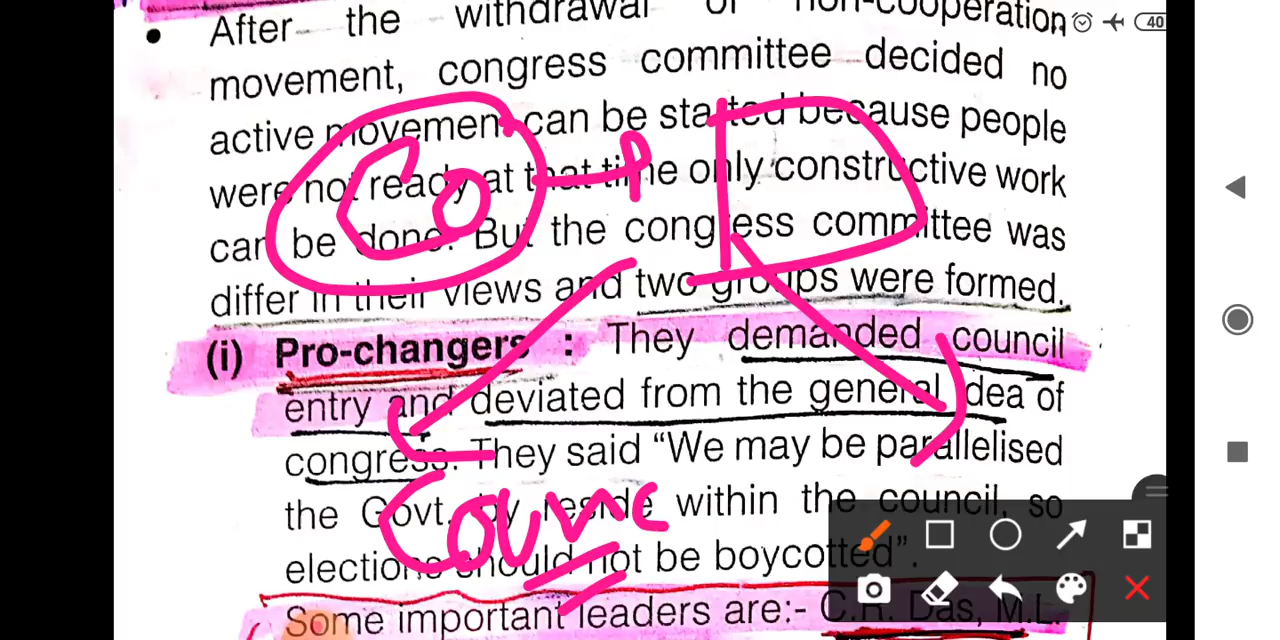 After the withdrawal of non-cooperation
40
movement, congress committee decided no
active movement can be started because people
were not ready at that time only constructive work
can be done. But the congress committee was
differ in their views and two groups were formed.
(i) Pro-changers : They demanded council
entry and deviated from the general idea of
congress. They said “We may be parallelised
the Govt. by reside within the council, so
elections should not be boycotted”.
Some important leaders are:- C.R. Das, M.L.
Co
Counc